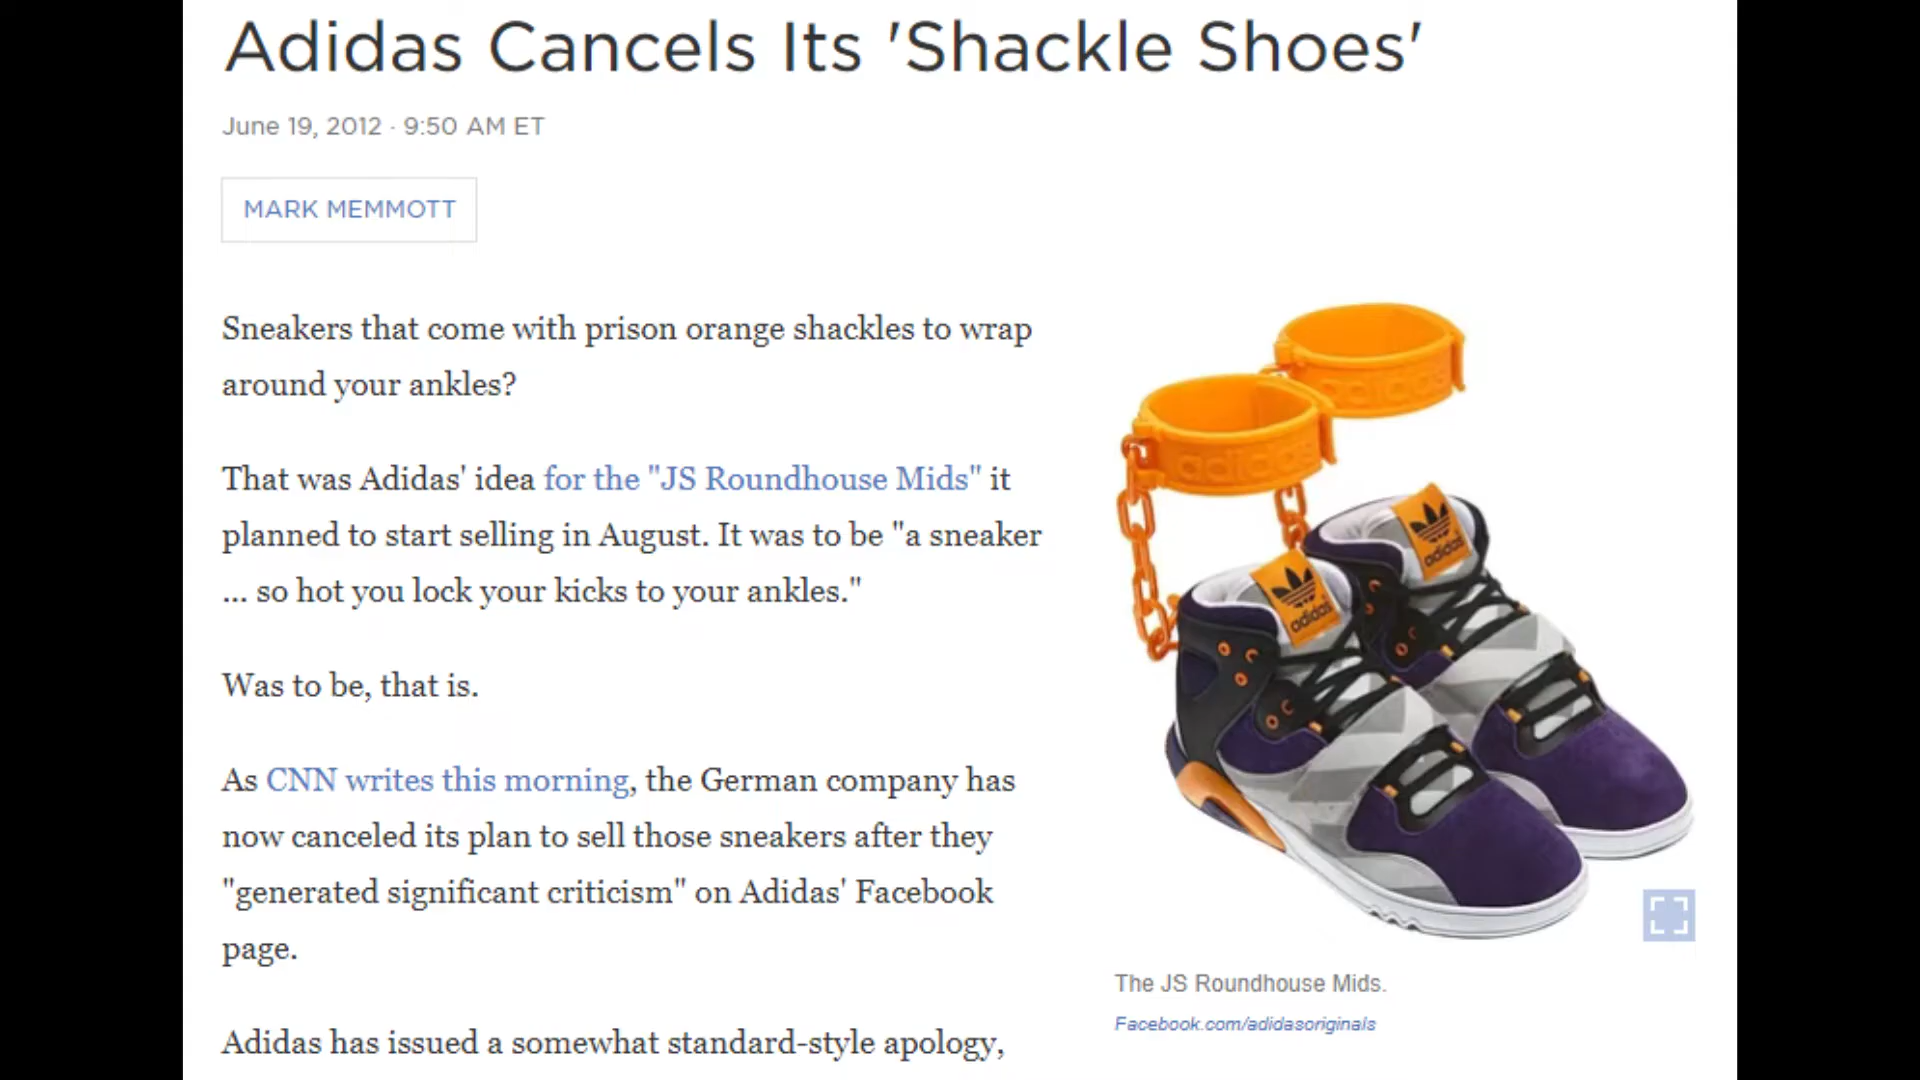 Adidas Cancels Its 'Shackle Shoes'
June 19, 2012 · 9:50 AM ET
MARK MEMMOTT
Sneakers that come with prison orange shackles to wrap
around your ankles?
That was Adidas' idea for the "JS Roundhouse Mids" it
planned to start selling in August. It was to be "a sneaker
... so hot you lock your kicks to your ankles."
Was to be, that is.
As CNN writes this morning, the German company has
now canceled its plan to sell those sneakers after they
"generated significant criticism" on Adidas' Facebook
page.
Adidas has issued a somewhat standard-style apology,
adidas
adidas
adidas
adidas
The JS Roundhouse Mids.
Facebook.com/adidasoriginals